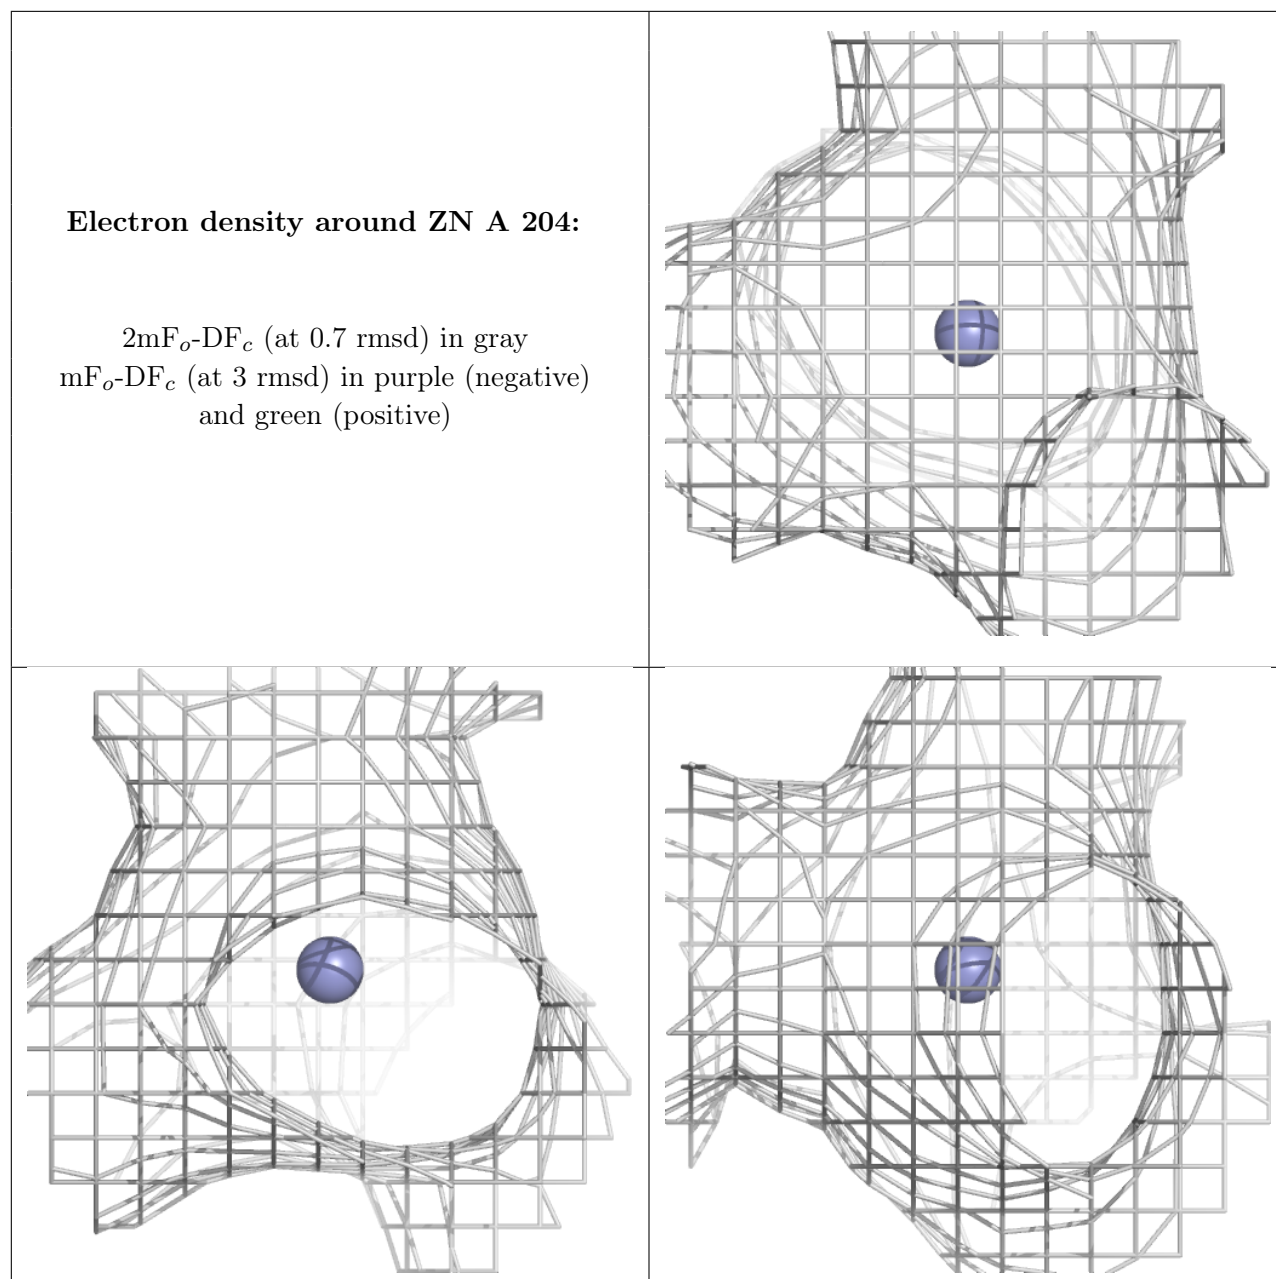 Electron density around ZN A 204:
2mFo-DFc (at 0.7 rmsd) in gray
mFo-DFc (at 3 rmsd) in purple (negative)
and green (positive)